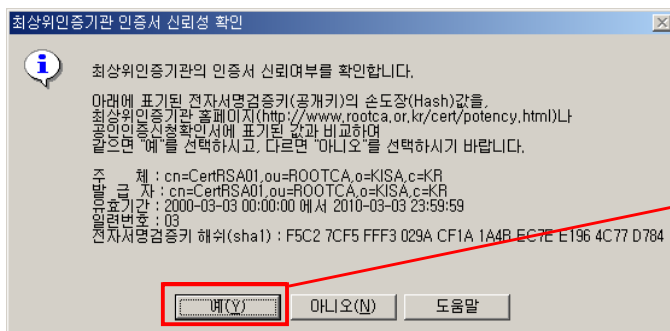 최상위인증기관 인증서 신뢰성 확인
최상위인증기관의 인증서 신뢰여부를 확인합니다.
아래에 표기된 전자서명검증키(공개키)의 손도장(Hash)값을,
최상위인증기관 홈페이지(http://www.rootca.or.kr/cert/potency.html)나
공인인증신청확인서에 표기된 값과 비교하여
같으면 "예"를 선택하시고, 다르면 "아니오"를 선택하시기 바랍니다.
주 체 : cn=CertRSA01,ou=ROOTCA,o=KISA,c=KR
발 급 자 : cn=CertRSA01,ou=ROOTCA,o=KISA,c=KR
유효기간 : 2000-03-03 00:00:00 에서 2010-03-03 23:59:59
일련번호 : 03
전자서명검증키 해쉬(sha1) : F5C2 7CF5 FFF3 029A CF1A 1A4B EC7E E196 4C77 D784
예(Y) 아니오(N) 도움말